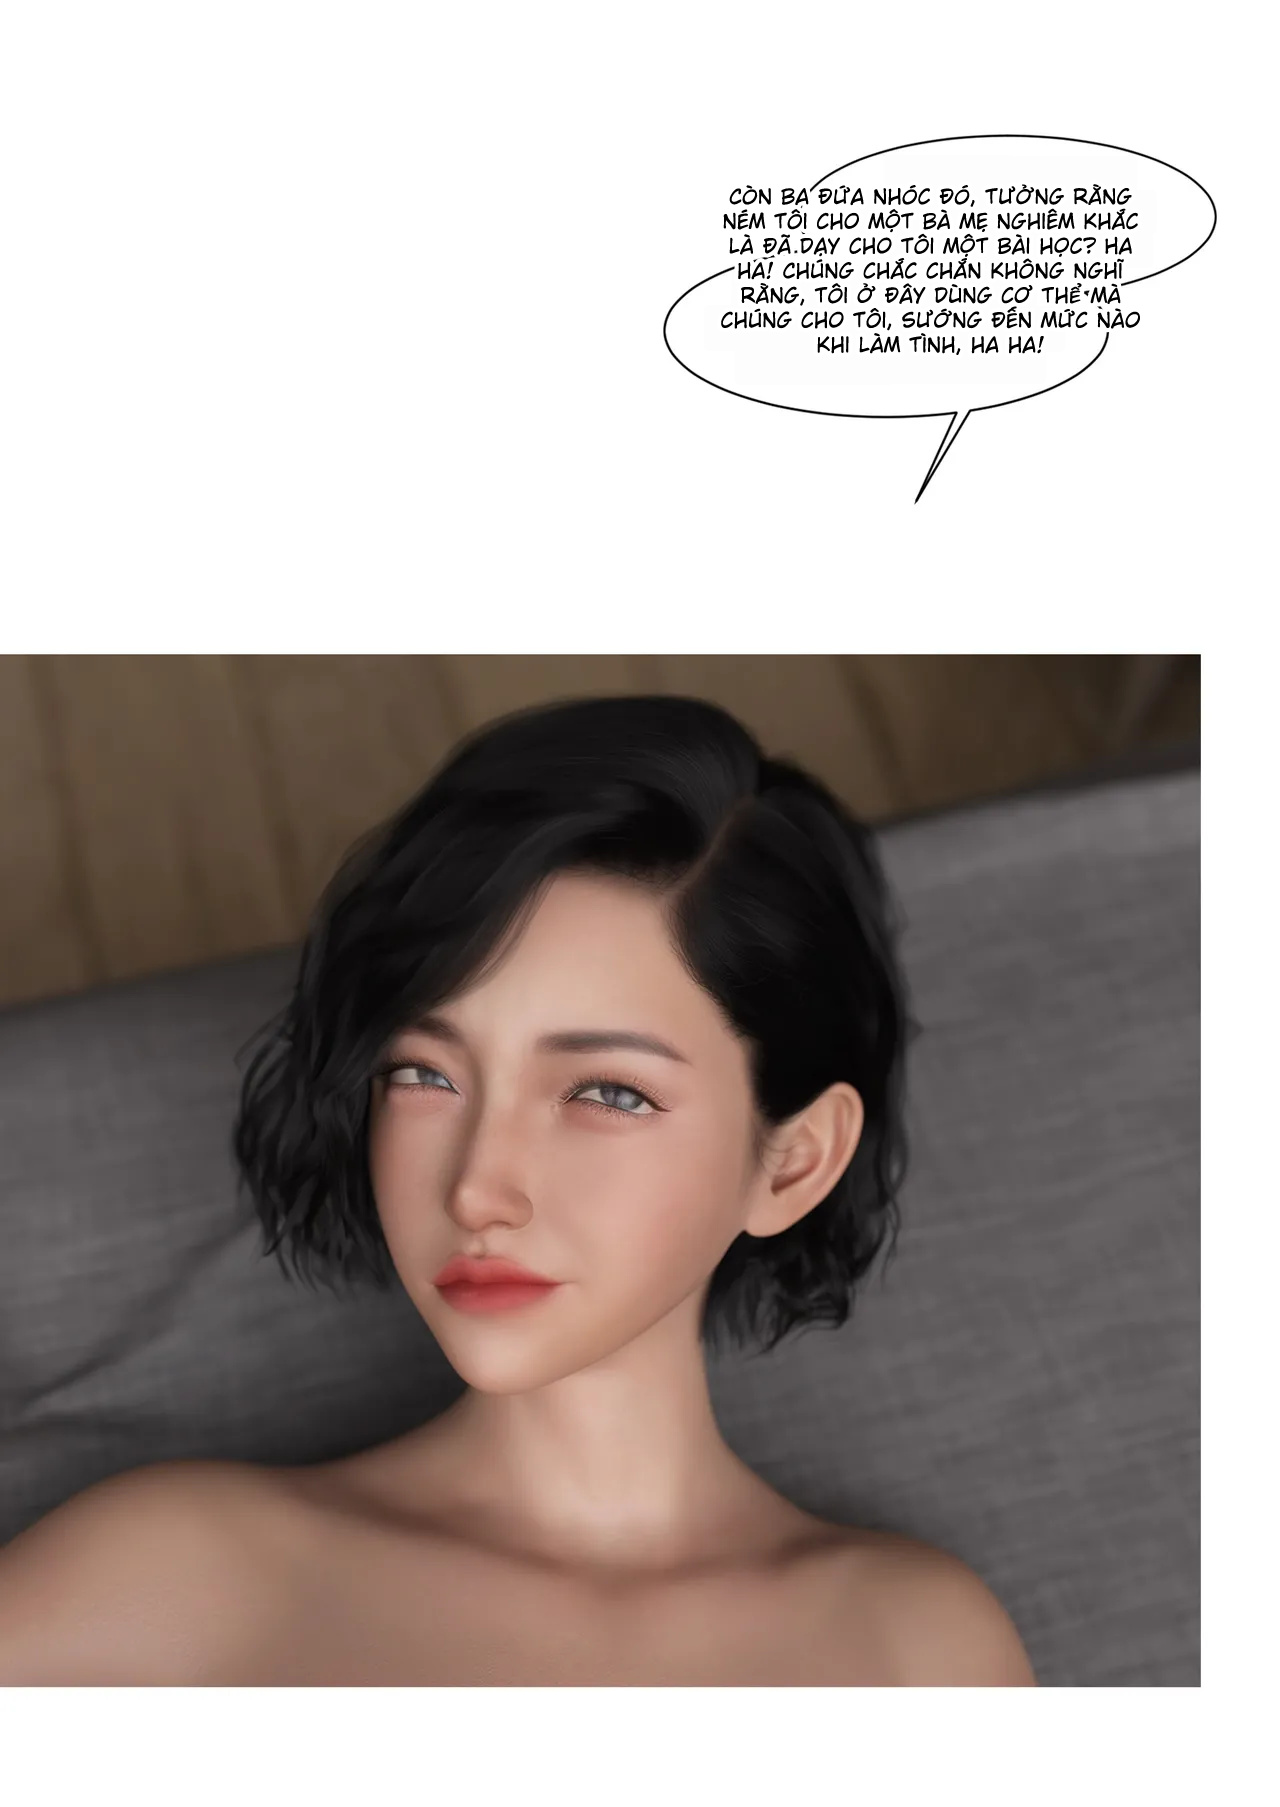 CÒN BA ĐỨA NHÓC ĐÓ, TƯỞNG RẰNG
NÉM TÔI CHO MỘT BÀ MẸ NGHIÊM KHẮC
LÀ ĐÃ DẠY CHO TÔI MỘT BÀI HỌC? HA
HA! CHÚNG CHẮC CHẮN KHÔNG NGHĨ
RẰNG, TÔI Ở ĐÂY DÙNG CƠ THỂ MÀ
CHÚNG CHO TÔI, SƯỚNG ĐẾN MỨC NÀO
KHI LÀM TÌNH, HA HA!